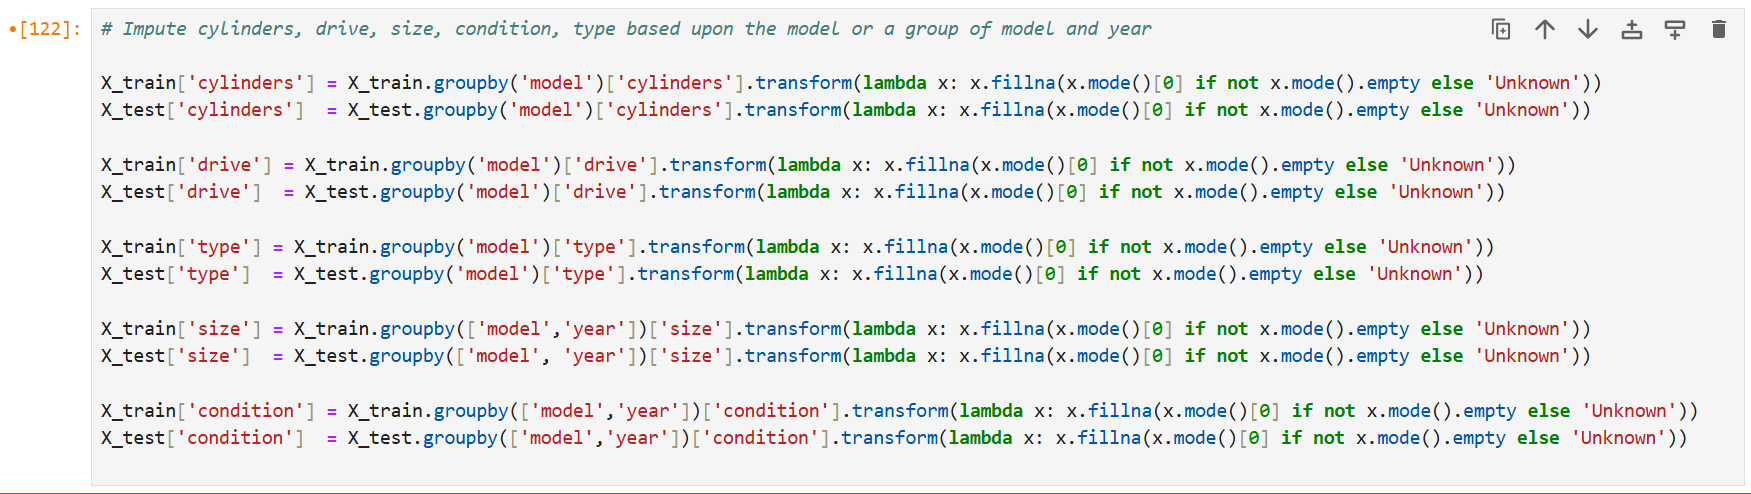 •[122]: # Impute cylinders, drive, size, condition, type based upon the model or a group of model and year
X_train['cylinders'] = X_train.groupby('model')['cylinders'].transform(lambda x: x.fillna(x.mode()[0] if not x.mode().empty else 'Unknown'))
X_test['cylinders']  = X_test.groupby('model')['cylinders'].transform(lambda x: x.fillna(x.mode()[0] if not x.mode().empty else 'Unknown'))
X_train['drive'] = X_train.groupby('model')['drive'].transform(lambda x: x.fillna(x.mode()[0] if not x.mode().empty else 'Unknown'))
X_test['drive']  = X_test.groupby('model')['drive'].transform(lambda x: x.fillna(x.mode()[0] if not x.mode().empty else 'Unknown'))
X_train['type'] = X_train.groupby('model')['type'].transform(lambda x: x.fillna(x.mode()[0] if not x.mode().empty else 'Unknown'))
X_test['type']  = X_test.groupby('model')['type'].transform(lambda x: x.fillna(x.mode()[0] if not x.mode().empty else 'Unknown'))
X_train['size'] = X_train.groupby(['model','year'])['size'].transform(lambda x: x.fillna(x.mode()[0] if not x.mode().empty else 'Unknown'))
X_test['size']  = X_test.groupby(['model', 'year'])['size'].transform(lambda x: x.fillna(x.mode()[0] if not x.mode().empty else 'Unknown'))
X_train['condition'] = X_train.groupby(['model','year'])['condition'].transform(lambda x: x.fillna(x.mode()[0] if not x.mode().empty else 'Unknown'))
X_test['condition']  = X_test.groupby(['model','year'])['condition'].transform(lambda x: x.fillna(x.mode()[0] if not x.mode().empty else 'Unknown'))